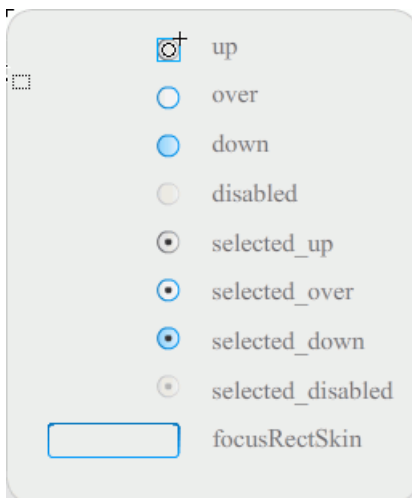 up
over
down
disabled
selected_up
selected_over
selected_down
selected_disabled
focusRectSkin